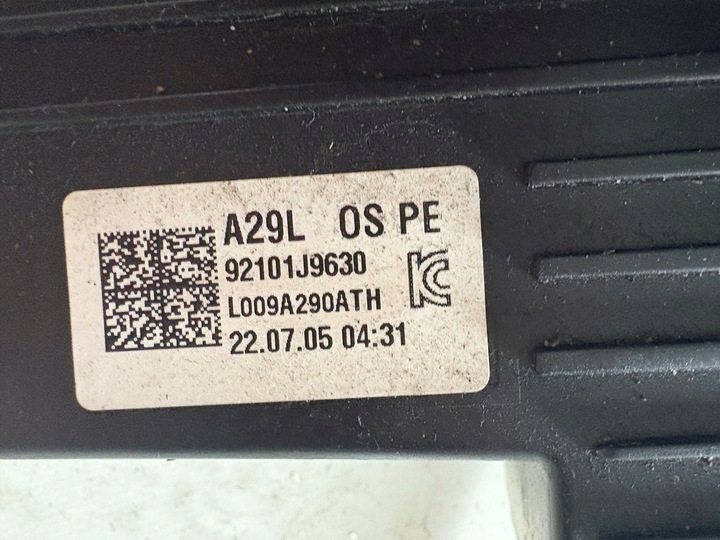 A29L OS PE
92101J9630
L009A290ATH
22.07.05 04:31